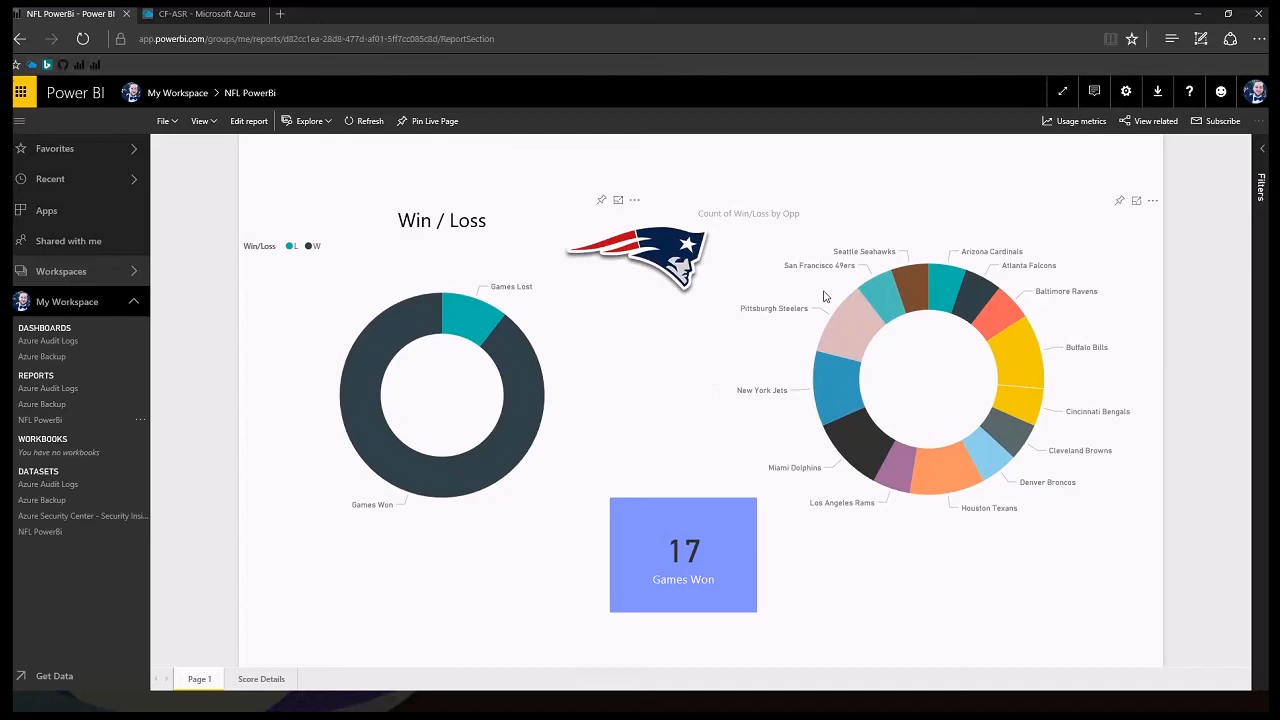 NFL PowerBi - Power BI
CF-ASR - Microsoft Azure
app.powerbi.com/groups/me/reports/d82cc1ea-28d8-477d-af01-5ff7cc085c8d/ReportSection
Power BI
My Workspace > NFL PowerBi
File
View
Edit report
Explore
Refresh
Pin Live Page
Usage metrics
View related
Subscribe
Favorites
Recent
Apps
Shared with me
Workspaces
My Workspace
DASHBOARDS
Azure Audit Logs
Azure Backup
REPORTS
Azure Audit Logs
Azure Backup
NFL PowerBi
WORKBOOKS
You have no workbooks
DATASETS
Azure Audit Logs
Azure Backup
Azure Security Center - Security Insi...
NFL PowerBi
Get Data
Win / Loss
Win/Loss L W
Games Lost
Games Won
Count of Win/Loss by Opp
Seattle Seahawks
Arizona Cardinals
San Francisco 49ers
Atlanta Falcons
Baltimore Ravens
Pittsburgh Steelers
Buffalo Bills
New York Jets
Cincinnati Bengals
Cleveland Browns
Miami Dolphins
Denver Broncos
Los Angeles Rams
Houston Texans
17
Games Won
Filters
Page 1
Score Details